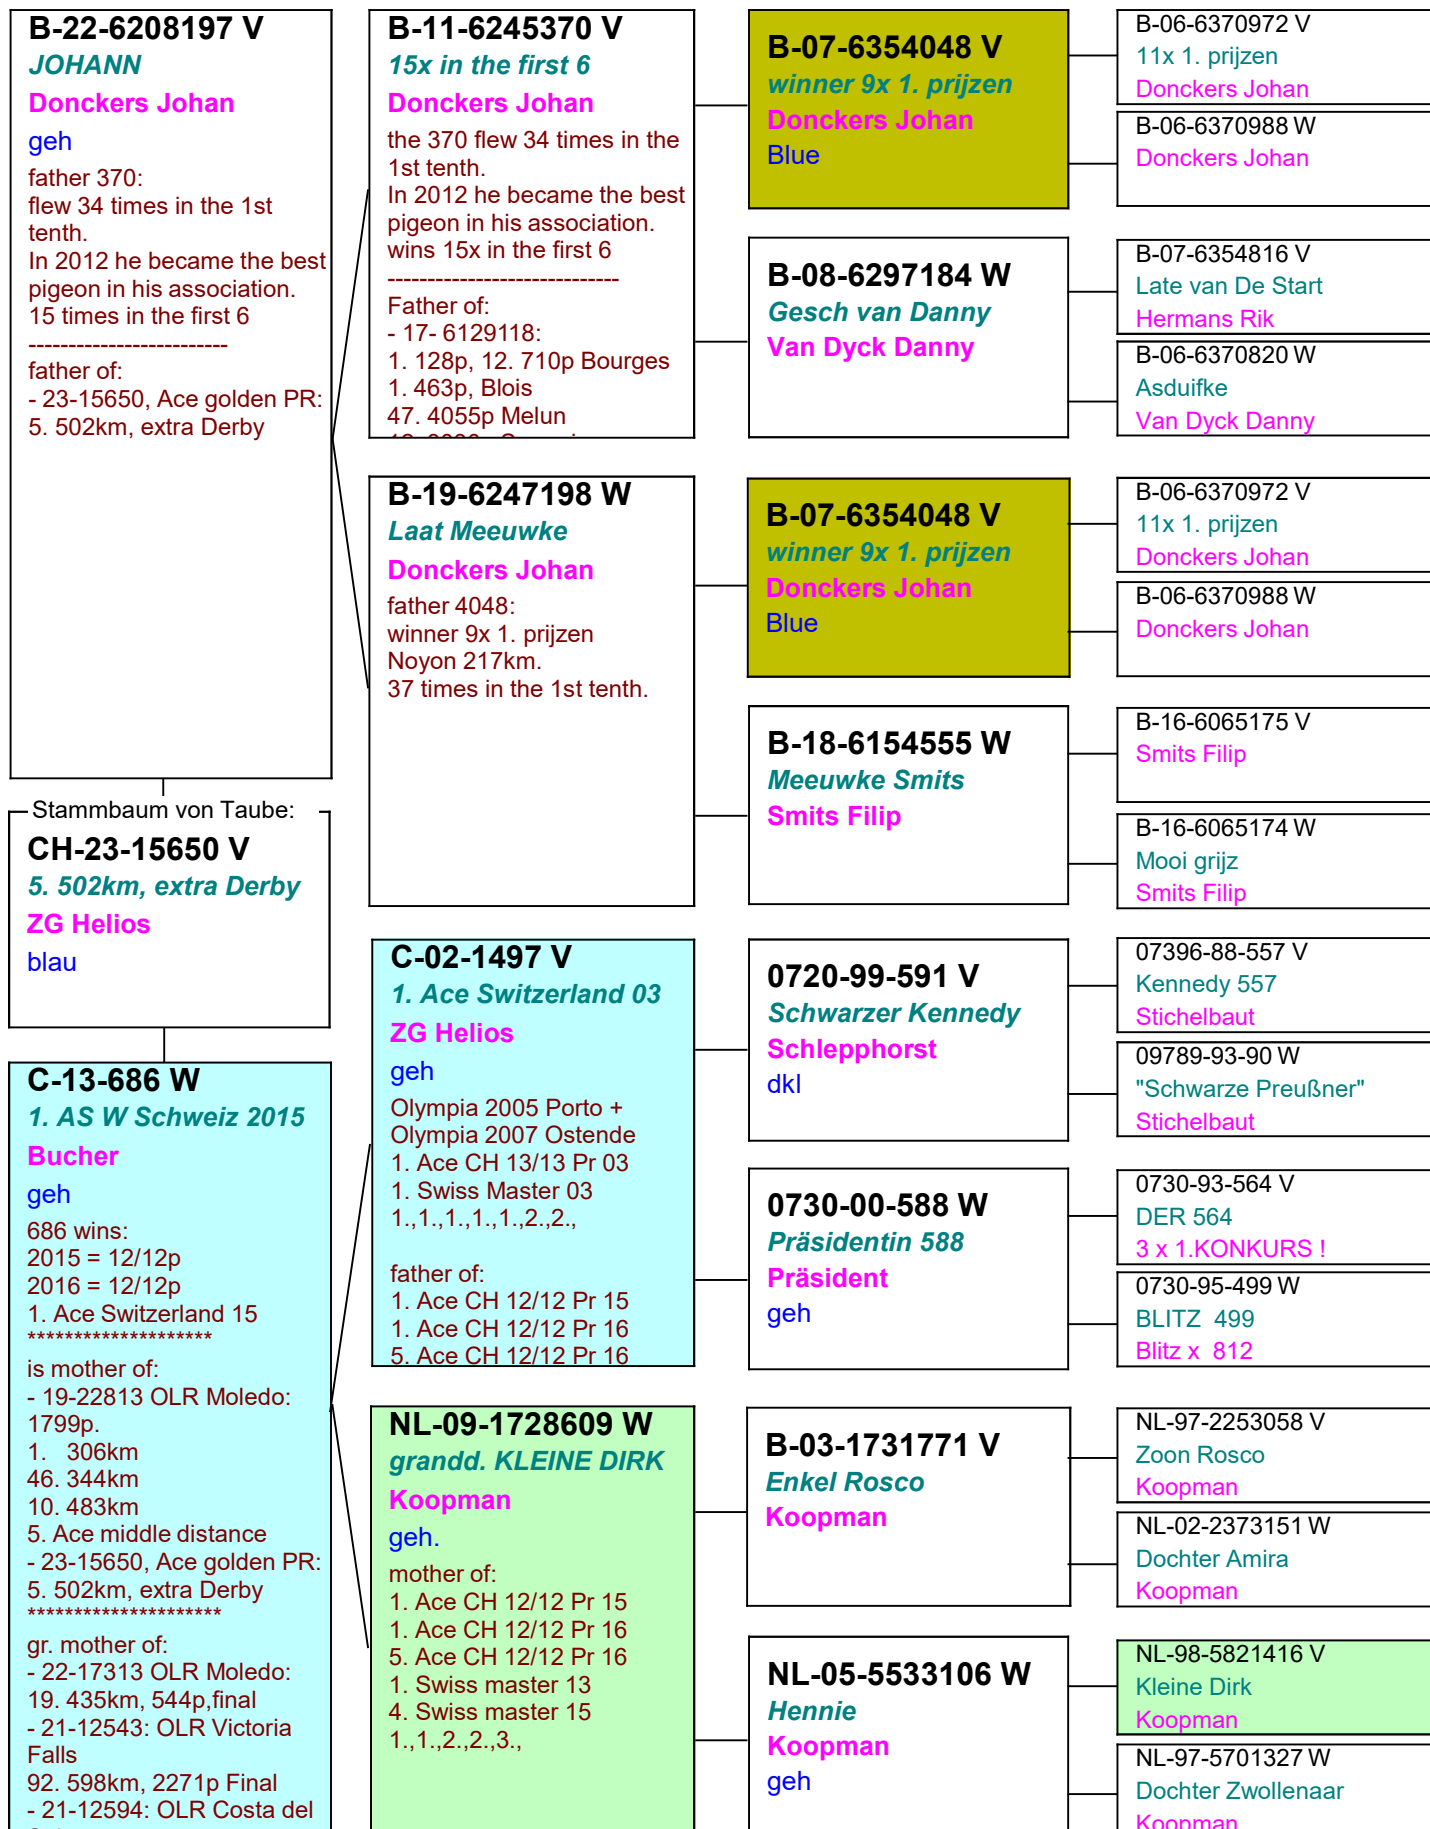 B-22-6208197 V
JOHANN
Donckers Johan
geh
father 370:
flew 34 times in the 1st
tenth.
In 2012 he became the best
pigeon in his association.
15 times in the first 6
-------------------------
father of:
- 23-15650, Ace golden PR:
5. 502km, extra Derby
Stammbaum von Taube:
CH-23-15650 V
5. 502km, extra Derby
ZG Helios
blau
C-13-686 W
1. AS W Schweiz 2015
Bucher
geh
686 wins:
2015 = 12/12p
2016 = 12/12p
1. Ace Switzerland 15
********************
is mother of:
- 19-22813 OLR Moledo:
1799p.
1. 306km
46. 344km
10. 483km
5. Ace middle distance
- 23-15650, Ace golden PR:
5. 502km, extra Derby
*********************
gr. mother of:
- 22-17313 OLR Moledo:
19. 435km, 544p,final
- 21-12543: OLR Victoria
Falls
92. 598km, 2271p Final
- 21-12594: OLR Costa del
B-11-6245370 V
15x in the first 6
Donckers Johan
the 370 flew 34 times in the
1st tenth.
In 2012 he became the best
pigeon in his association.
wins 15x in the first 6
-----------------------------
Father of:
- 17- 6129118:
1. 128p, 12. 710p Bourges
1. 463p, Blois
47. 4055p Melun
B-19-6247198 W
Laat Meeuwke
Donckers Johan
father 4048:
winner 9x 1. prijzen
Noyon 217km.
37 times in the 1st tenth.
C-02-1497 V
1. Ace Switzerland 03
ZG Helios
geh
Olympia 2005 Porto +
Olympia 2007 Ostende
1. Ace CH 13/13 Pr 03
1. Swiss Master 03
1.,1.,1.,1.,1.,2.,2.,
father of:
1. Ace CH 12/12 Pr 15
1. Ace CH 12/12 Pr 16
5. Ace CH 12/12 Pr 16
NL-09-1728609 W
grandd. KLEINE DIRK
Koopman
geh.
mother of:
1. Ace CH 12/12 Pr 15
1. Ace CH 12/12 Pr 16
5. Ace CH 12/12 Pr 16
1. Swiss master 13
4. Swiss master 15
1.,1.,2.,2.,3.,
B-07-6354048 V
winner 9x 1. prijzen
Donckers Johan
Blue
B-08-6297184 W
Gesch van Danny
Van Dyck Danny
B-07-6354048 V
winner 9x 1. prijzen
Donckers Johan
Blue
B-18-6154555 W
Meeuwke Smits
Smits Filip
0720-99-591 V
Schwarzer Kennedy
Schlepphorst
dkl
0730-00-588 W
Präsidentin 588
Präsident
geh
B-03-1731771 V
Enkel Rosco
Koopman
NL-05-5533106 W
Hennie
Koopman
geh
B-06-6370972 V
11x 1. prijzen
Donckers Johan
B-06-6370988 W
Donckers Johan
B-07-6354816 V
Late van De Start
Hermans Rik
B-06-6370820 W
Asduifke
Van Dyck Danny
B-06-6370972 V
11x 1. prijzen
Donckers Johan
B-06-6370988 W
Donckers Johan
B-16-6065175 V
Smits Filip
B-16-6065174 W
Mooi grijz
Smits Filip
07396-88-557 V
Kennedy 557
Stichelbaut
09789-93-90 W
"Schwarze Preußner"
Stichelbaut
0730-93-564 V
DER 564
3 x 1.KONKURS !
0730-95-499 W
BLITZ 499
Blitz x 812
NL-97-2253058 V
Zoon Rosco
Koopman
NL-02-2373151 W
Dochter Amira
Koopman
NL-98-5821416 V
Kleine Dirk
Koopman
NL-97-5701327 W
Dochter Zwollenaar
Koopman